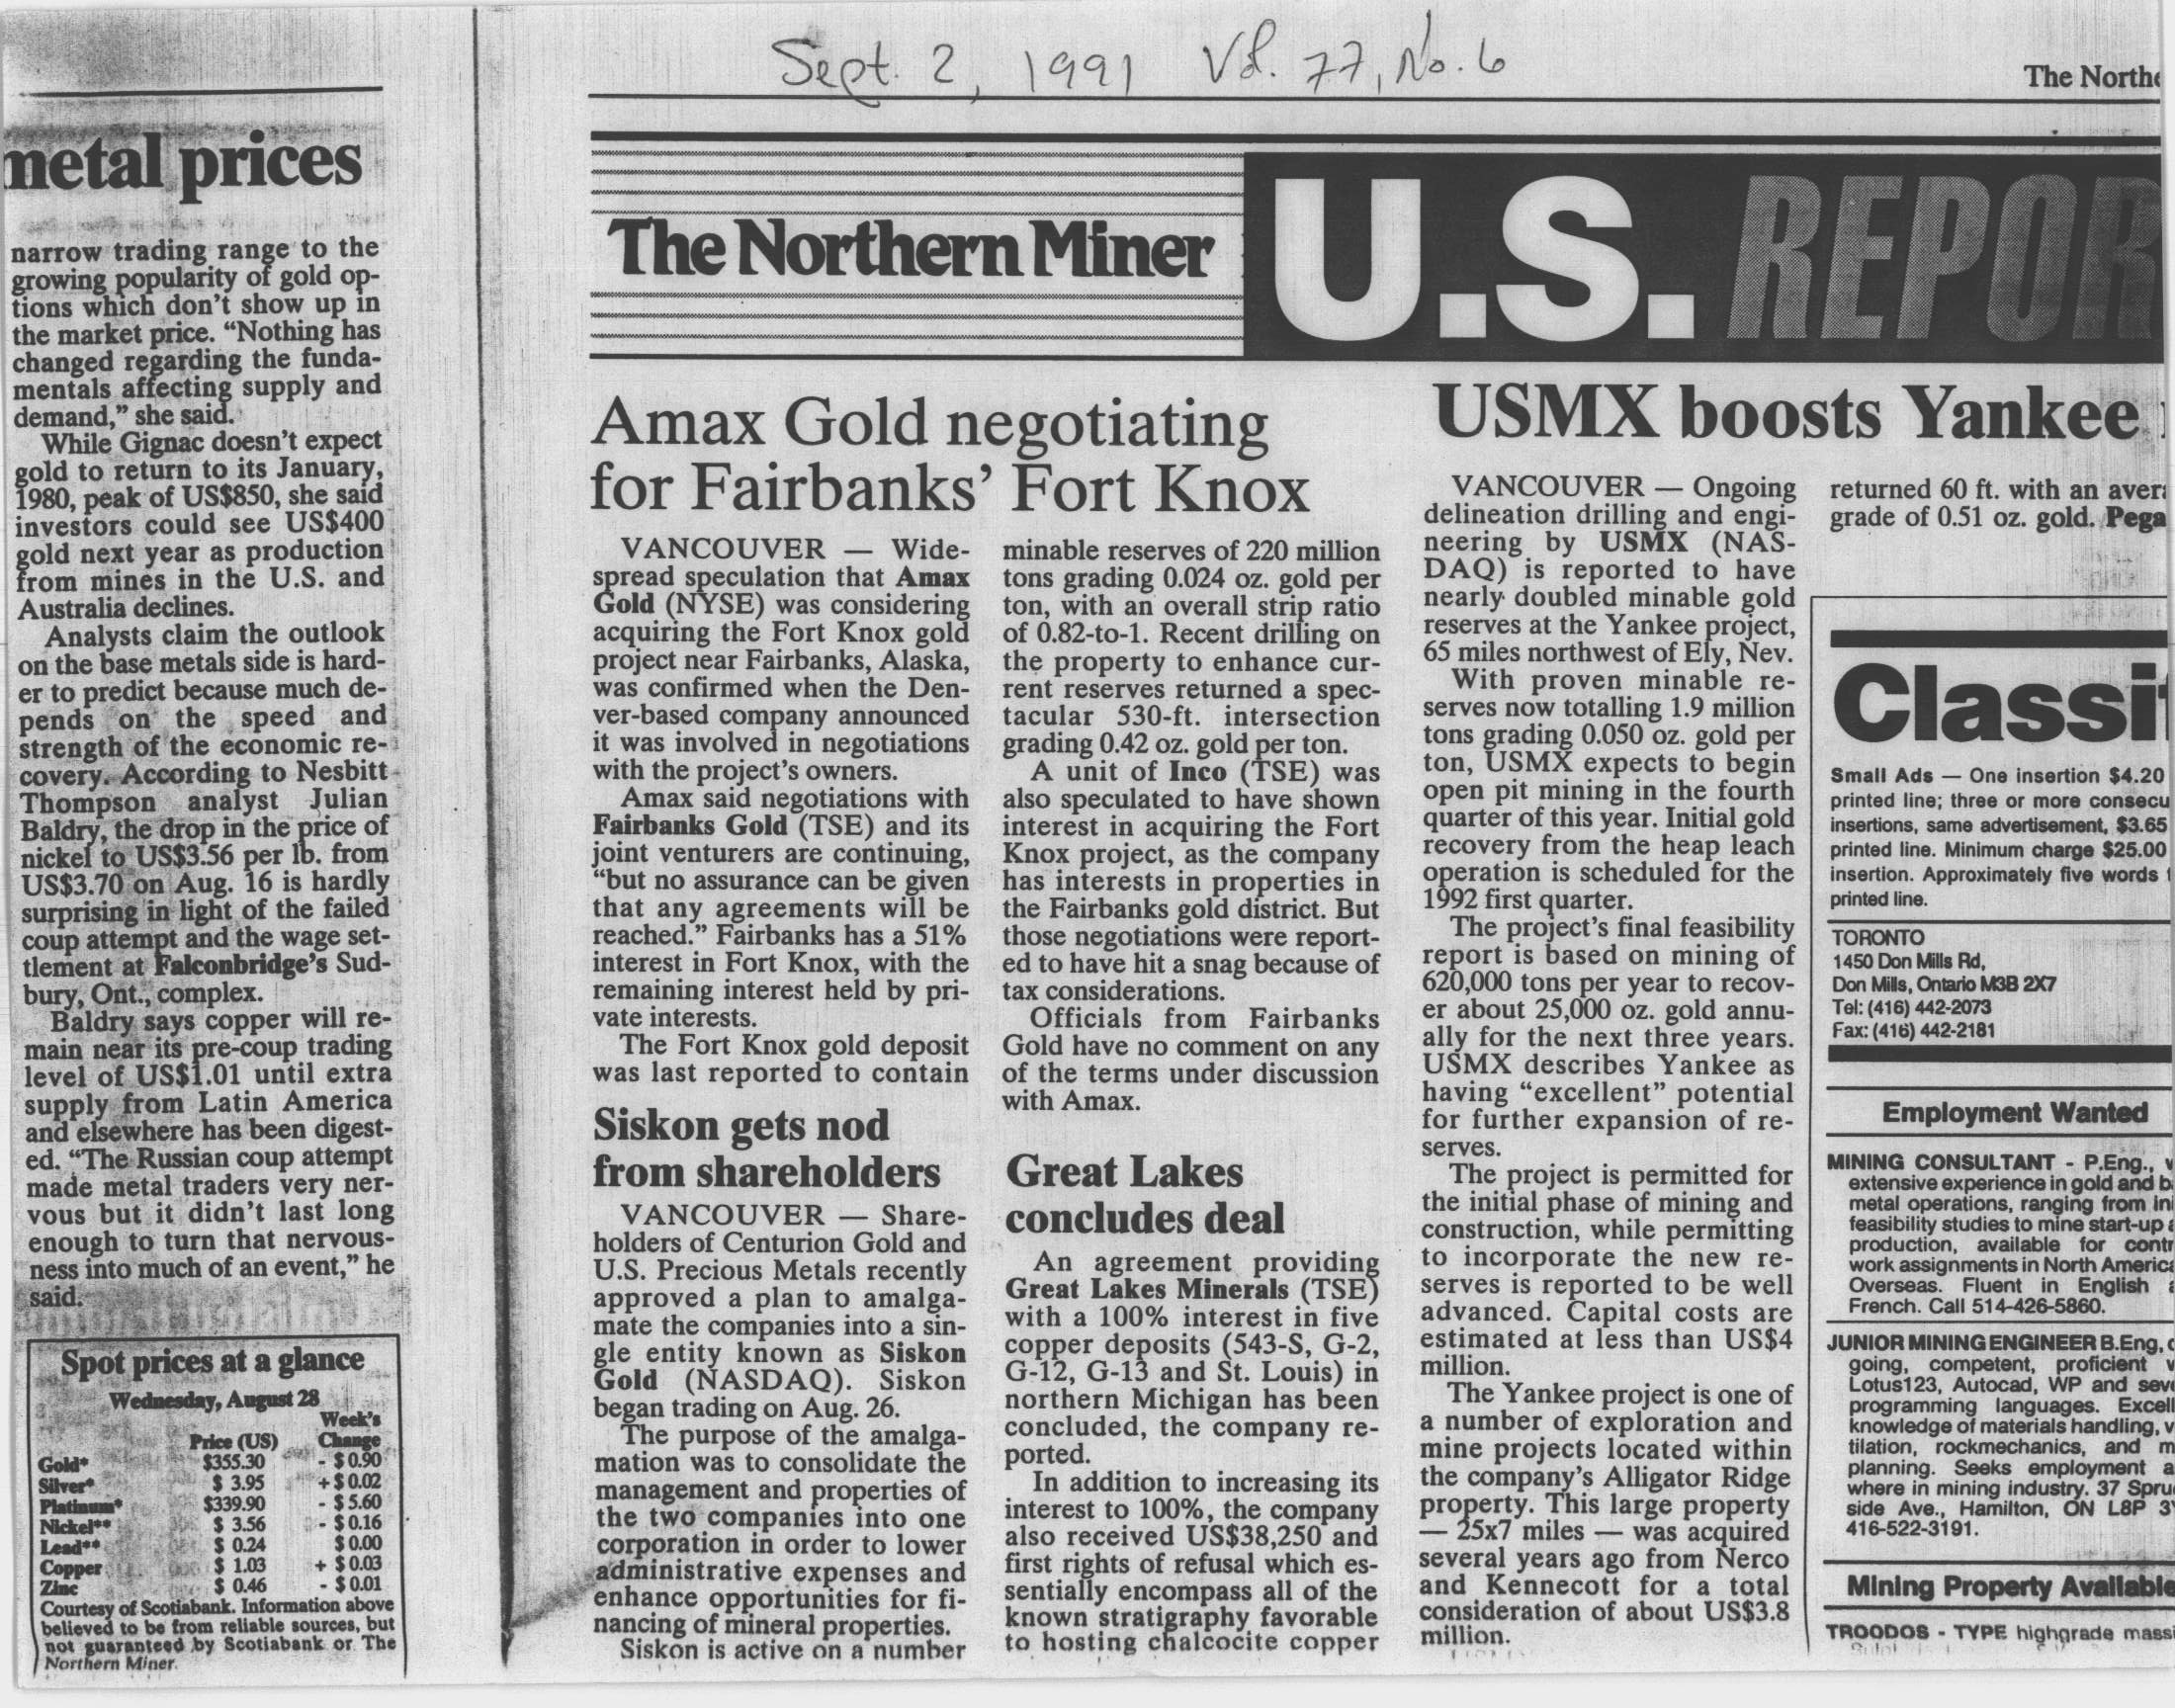 Sept. 2, 1991 Vol. 77, No. 6
The Northe
metal prices
narrow trading range to the
growing popularity of gold op-
tions which don't show up in
the market price. “Nothing has
changed regarding the funda-
mentals affecting supply and
demand,” she said.
While Gignac doesn't expect
gold to return to its January,
1980, peak of US$850, she said
investors could see US$400
gold next year as production
from mines in the U.S. and
Australia declines.
Analysts claim the outlook
on the base metals side is hard-
er to predict because much de-
pends on the speed and
strength of the economic re-
covery. According to Nesbitt
Thompson analyst Julian
Baldry, the drop in the price of
nickel to US$3.56 per lb. from
US$3.70 on Aug. 16 is hardly
surprising in light of the failed
coup attempt and the wage set-
tlement at Falconbridge's Sud-
bury, Ont., complex.
Baldry says copper will re-
main near its pre-coup trading
level of US$1.01 until extra
supply from Latin America
and elsewhere has been digest-
ed. “The Russian coup attempt
made metal traders very ner-
vous but it didn't last long
enough to turn that nervous-
ness into much of an event,” he
said.
Spot prices at a glance
Wednesday, August 28
Week's
Price (US) Change
Gold* $355.30 - $ 0.90
Silver* $ 3.95 + $ 0.02
Platinum* $339.90 - $ 5.60
Nickel** $ 3.56 - $ 0.16
Lead** $ 0.24 $ 0.00
Copper $ 1.03 + $ 0.03
Zinc $ 0.46 - $ 0.01
Courtesy of Scotiabank. Information above
believed to be from reliable sources, but
not guaranteed by Scotiabank or The
Northern Miner.
The Northern Miner
U.S. REPOR
Amax Gold negotiating
for Fairbanks' Fort Knox
VANCOUVER — Wide-
spread speculation that Amax
Gold (NYSE) was considering
acquiring the Fort Knox gold
project near Fairbanks, Alaska,
was confirmed when the Den-
ver-based company announced
it was involved in negotiations
with the project's owners.
Amax said negotiations with
Fairbanks Gold (TSE) and its
joint venturers are continuing,
“but no assurance can be given
that any agreements will be
reached.” Fairbanks has a 51%
interest in Fort Knox, with the
remaining interest held by pri-
vate interests.
The Fort Knox gold deposit
was last reported to contain
minable reserves of 220 million
tons grading 0.024 oz. gold per
ton, with an overall strip ratio
of 0.82-to-1. Recent drilling on
the property to enhance cur-
rent reserves returned a spec-
tacular 530-ft. intersection
grading 0.42 oz. gold per ton.
A unit of Inco (TSE) was
also speculated to have shown
interest in acquiring the Fort
Knox project, as the company
has interests in properties in
the Fairbanks gold district. But
those negotiations were report-
ed to have hit a snag because of
tax considerations.
Officials from Fairbanks
Gold have no comment on any
of the terms under discussion
with Amax.
Siskon gets nod
from shareholders
VANCOUVER — Share-
holders of Centurion Gold and
U.S. Precious Metals recently
approved a plan to amalga-
mate the companies into a sin-
gle entity known as Siskon
Gold (NASDAQ). Siskon
began trading on Aug. 26.
The purpose of the amalga-
mation was to consolidate the
management and properties of
the two companies into one
corporation in order to lower
administrative expenses and
enhance opportunities for fi-
nancing of mineral properties.
Siskon is active on a number
Great Lakes
concludes deal
An agreement providing
Great Lakes Minerals (TSE)
with a 100% interest in five
copper deposits (543-S, G-2,
G-12, G-13 and St. Louis) in
northern Michigan has been
concluded, the company re-
ported.
In addition to increasing its
interest to 100%, the company
also received US$38,250 and
first rights of refusal which es-
sentially encompass all of the
known stratigraphy favorable
to hosting chalcocite copper
USMX boosts Yankee
VANCOUVER — Ongoing
delineation drilling and engi-
neering by USMX (NAS-
DAQ) is reported to have
nearly doubled minable gold
reserves at the Yankee project,
65 miles northwest of Ely, Nev.
With proven minable re-
serves now totalling 1.9 million
tons grading 0.050 oz. gold per
ton, USMX expects to begin
open pit mining in the fourth
quarter of this year. Initial gold
recovery from the heap leach
operation is scheduled for the
1992 first quarter.
The project's final feasibility
report is based on mining of
620,000 tons per year to recov-
er about 25,000 oz. gold annu-
ally for the next three years.
USMX describes Yankee as
having “excellent” potential
for further expansion of re-
serves.
The project is permitted for
the initial phase of mining and
construction, while permitting
to incorporate the new re-
serves is reported to be well
advanced. Capital costs are
estimated at less than US$4
million.
The Yankee project is one of
a number of exploration and
mine projects located within
the company's Alligator Ridge
property. This large property
— 25x7 miles — was acquired
several years ago from Nerco
and Kennecott for a total
consideration of about US$3.8
million.
returned 60 ft. with an avera
grade of 0.51 oz. gold. Pega
Classif
Small Ads — One insertion $4.20
printed line; three or more consecu
insertions, same advertisement, $3.65
printed line. Minimum charge $25.00
insertion. Approximately five words
printed line.
TORONTO
1450 Don Mills Rd,
Don Mills, Ontario M3B 2X7
Tel: (416) 442-2073
Fax: (416) 442-2181
Employment Wanted
MINING CONSULTANT - P.Eng.,
extensive experience in gold and b
metal operations, ranging from ini
feasibility studies to mine start-up
production, available for contr
work assignments in North America
Overseas. Fluent in English
French. Call 514-426-5860.
JUNIOR MINING ENGINEER B.Eng,
going, competent, proficient
Lotus123, Autocad, WP and seve
programming languages. Excell
knowledge of materials handling, v
tilation, rockmechanics, and m
planning. Seeks employment a
where in mining industry. 37 Spru
side Ave., Hamilton, ON L8P 3
416-522-3191.
Mining Property Available
TROODOS - TYPE highgrade massi